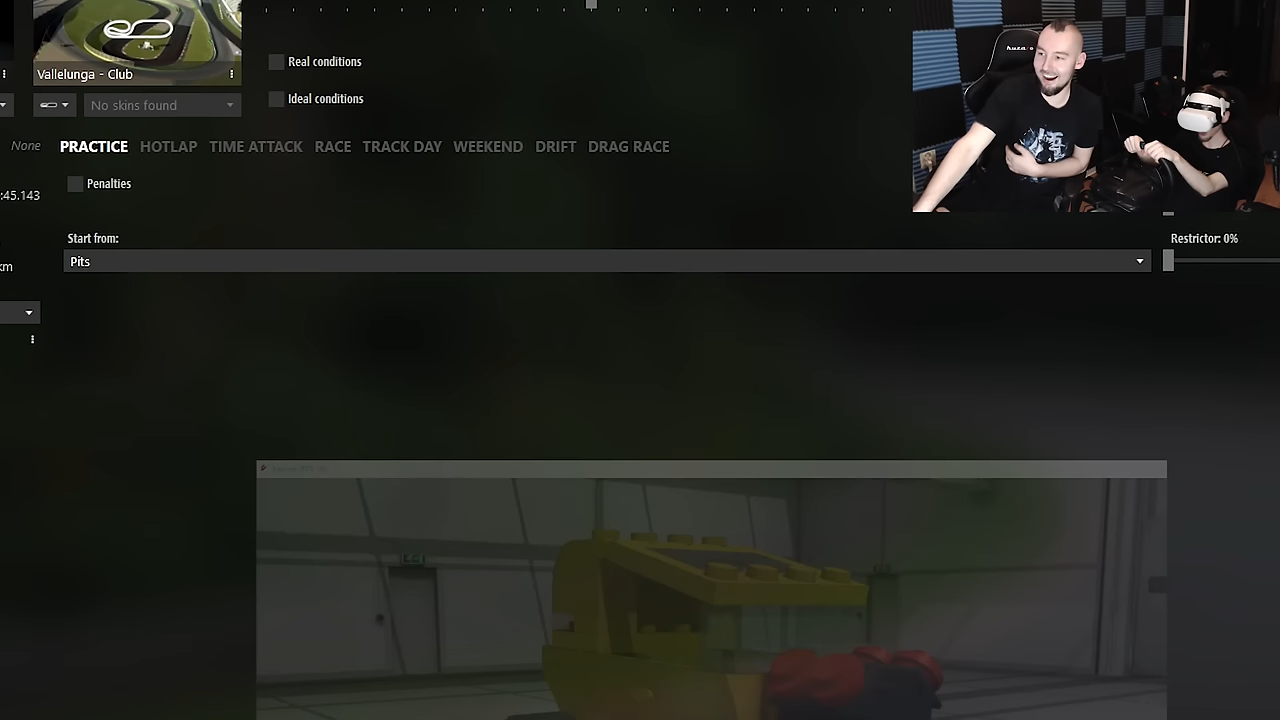 Real conditions
Vallelunga - Club
Ideal conditions
No skins found
None
PRACTICE HOTLAP TIME ATTACK RACE TRACK DAY WEEKEND DRIFT DRAG RACE
Penalties
:45.143
Start from:
Restrictor: 0%
Pits
km